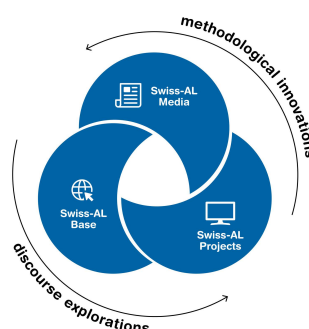 methodological innovations
Swiss-AL
Media
Swiss-AL
Base
Swiss-AL
Projects
discourse explorations